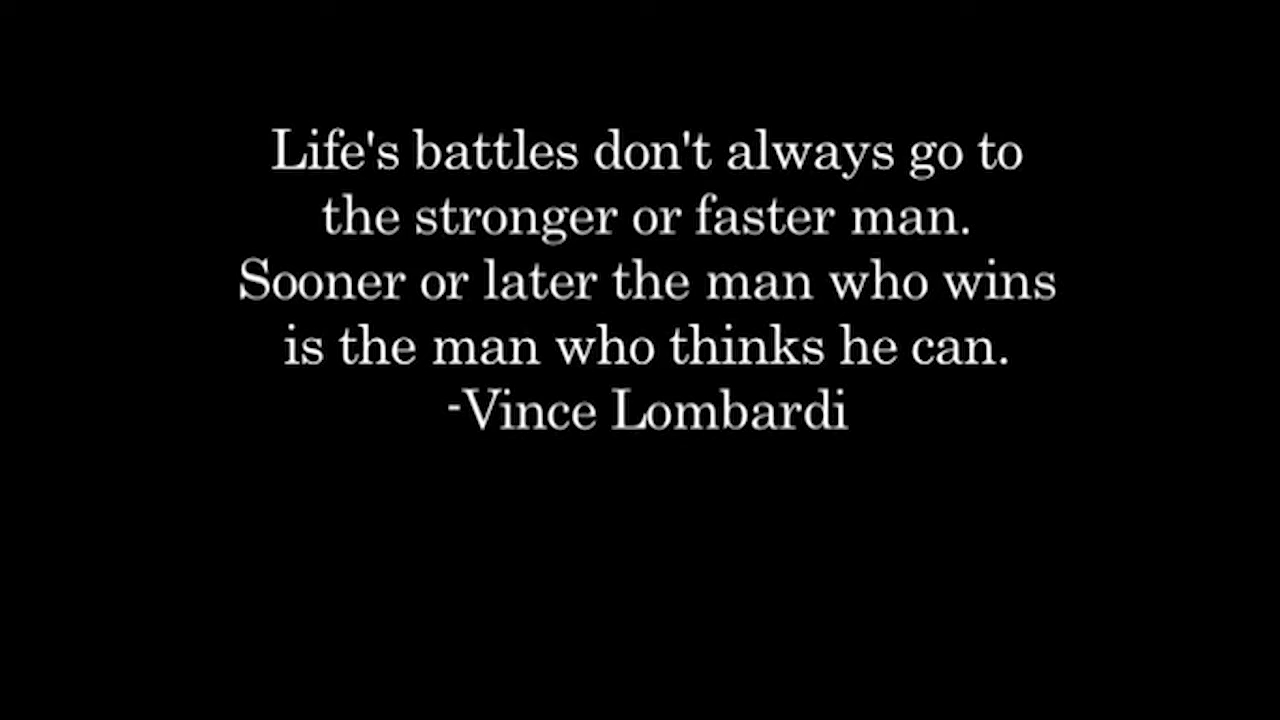 Life's battles don't always go to
the stronger or faster man.
Sooner or later the man who wins
is the man who thinks he can.
-Vince Lombardi